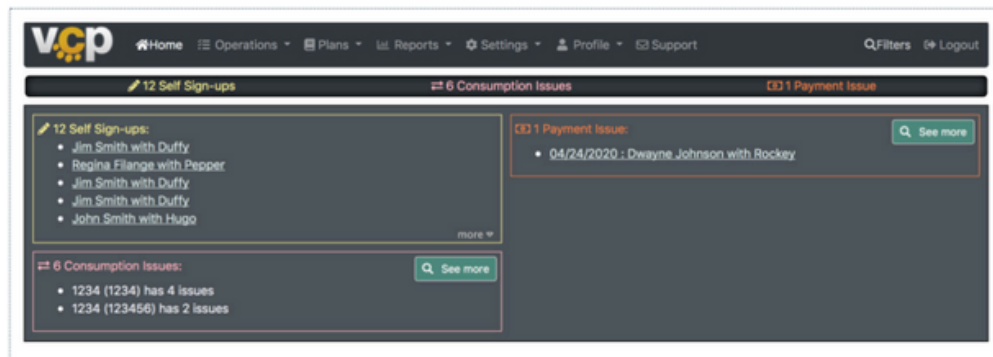 VCP Home Operations Plans Reports Settings Profile Support Filters Logout
12 Self Sign-ups 6 Consumption Issues 1 Payment Issue
12 Self Sign-ups:
Jim Smith with Duffy
Regina Filange with Pepper
Jim Smith with Duffy
Jim Smith with Duffy
John Smith with Hugo
more
6 Consumption Issues: See more
1234 (1234) has 4 issues
1234 (123456) has 2 issues
1 Payment Issue: See more
04/24/2020 : Dwayne Johnson with Rockey